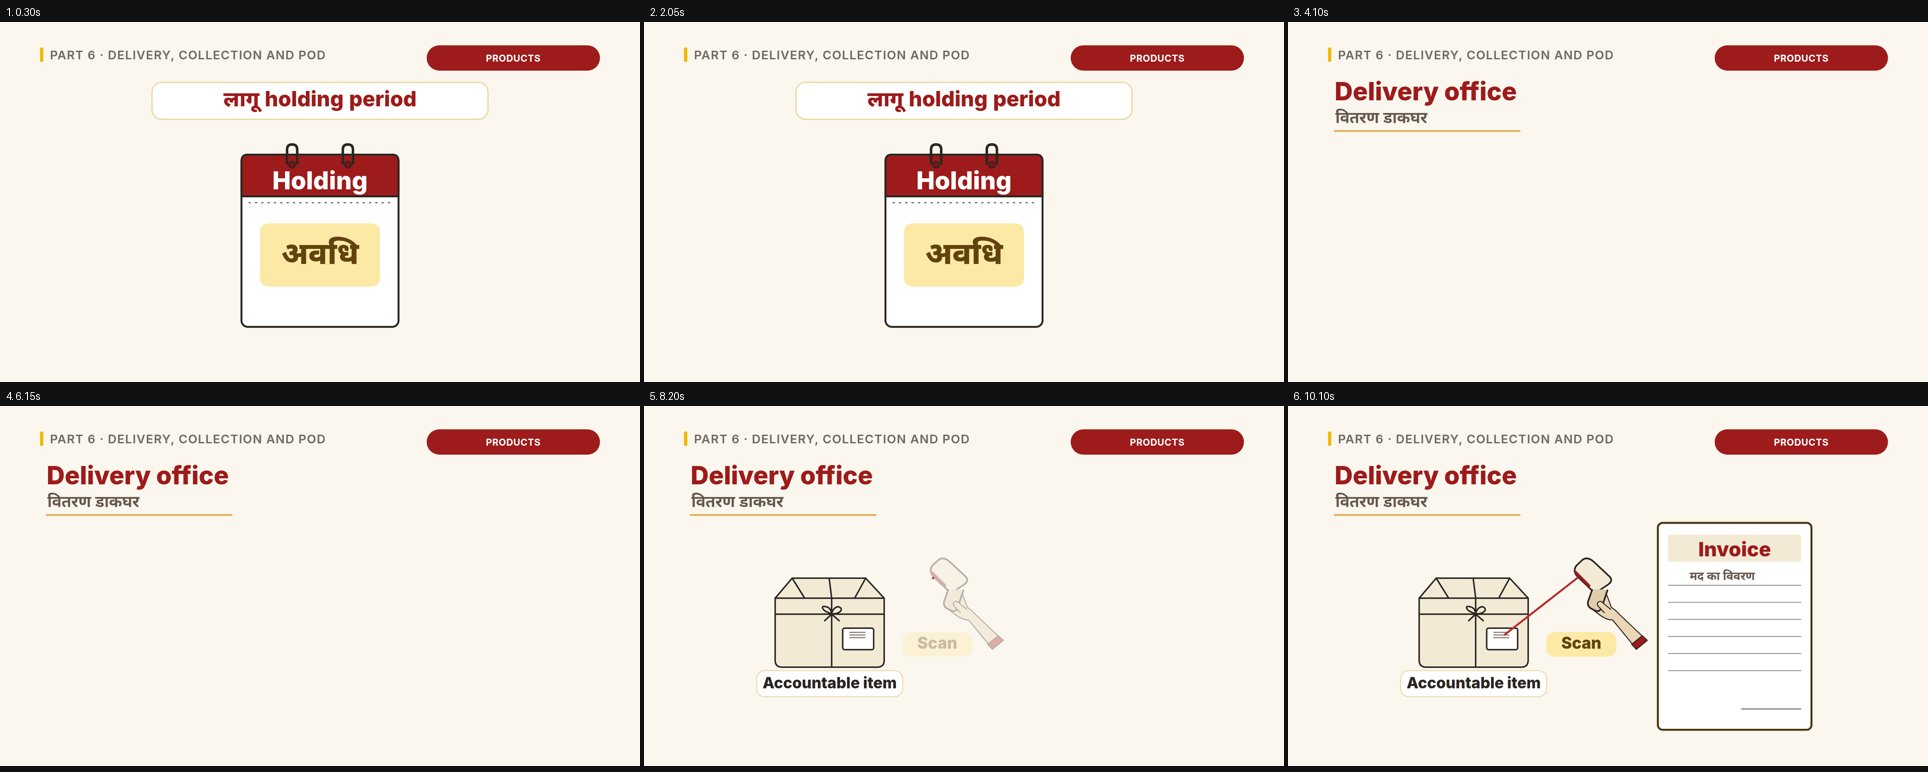 1. 0.30s
PART 6 · DELIVERY, COLLECTION AND POD
PRODUCTS
लागू holding period
Holding
अवधि
2. 2.05s
PART 6 · DELIVERY, COLLECTION AND POD
PRODUCTS
लागू holding period
Holding
अवधि
3. 4.10s
PART 6 · DELIVERY, COLLECTION AND POD
PRODUCTS
Delivery office
वितरण डाकघर
4. 6.15s
PART 6 · DELIVERY, COLLECTION AND POD
PRODUCTS
Delivery office
वितरण डाकघर
5. 8.20s
PART 6 · DELIVERY, COLLECTION AND POD
PRODUCTS
Delivery office
वितरण डाकघर
Scan
Accountable item
6. 10.10s
PART 6 · DELIVERY, COLLECTION AND POD
PRODUCTS
Delivery office
वितरण डाकघर
Invoice
मद का विवरण
Scan
Accountable item